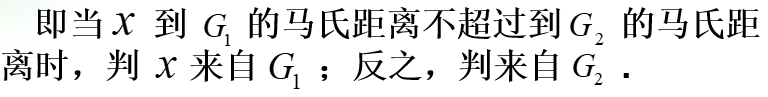 即当 x 到 G₁ 的马氏距离不超过到 G₂ 的马氏距
离时，判 x 来自 G₁ ；反之，判来自 G₂ ．